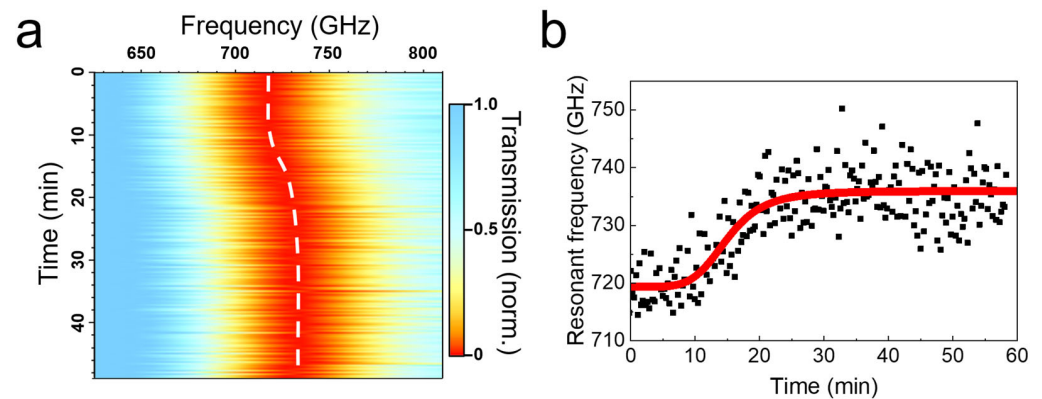 a
Frequency (GHz)
650 700 750 800
0
10
20
30
40
Time (min)
1.0
0.5
0
Transmission (norm.)
b
Resonant frequency (GHz)
750
740
730
720
710
0 10 20 30 40 50 60
Time (min)